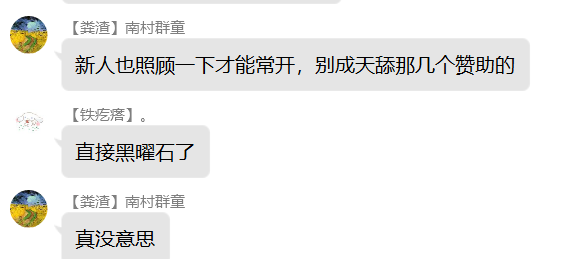 【粪渣】南村群童
新人也照顾一下才能常开，别成天舔那几个赞助的
【铁疙瘩】。
直接黑曜石了
【粪渣】南村群童
真没意思